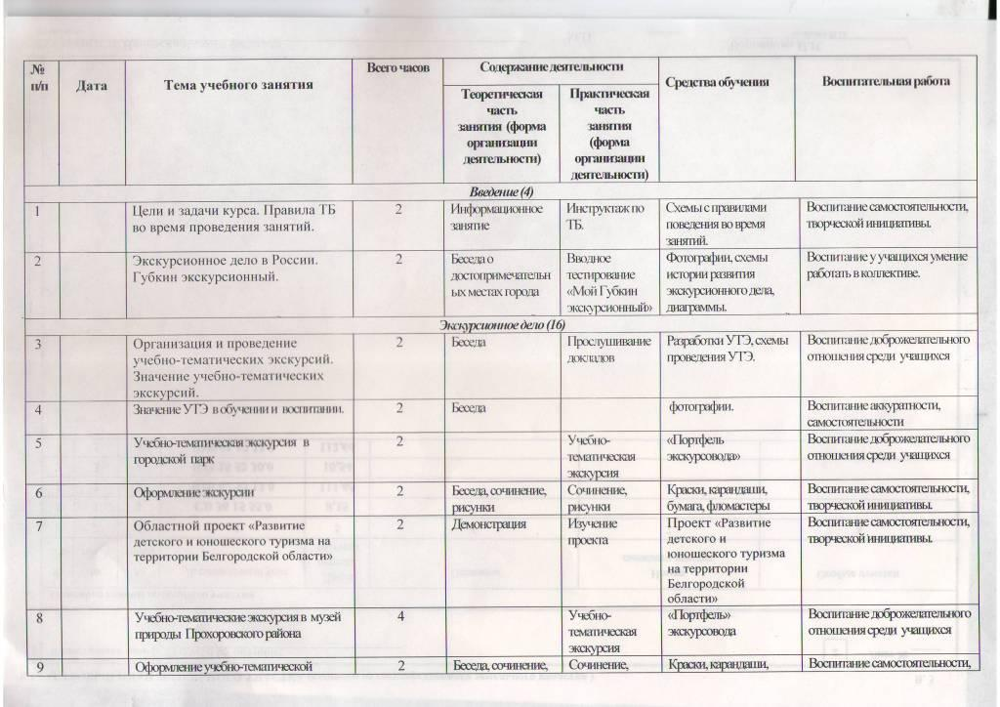 №
п/п
Дата
Тема учебного занятия
Всего часов
Содержание деятельности
Теоретическая
часть
занятия (форма
организации
деятельности)
Практическая
часть
занятия
(форма
организации
деятельности)
Средства обучения
Воспитательная работа
Введение (4)
1
Цели и задачи курса. Правила ТБ
во время проведения занятий.
2
Информационное
занятие
Инструктаж по
ТБ.
Схемы с правилами
поведения во время
занятий.
Воспитание самостоятельности,
творческой инициативы.
2
Экскурсионное дело в России.
Губкин экскурсионный.
2
Беседа о
достопримечательн
ых местах города
Вводное
тестирование
«Мой Губкин
экскурсионный»
Фотографии, схемы
истории развития
экскурсионного дела,
диаграммы.
Воспитание у учащихся умение
работать в коллективе.
Экскурсионное дело (16)
3
Организация и проведение
учебно-тематических экскурсий.
Значение учебно-тематических
экскурсий.
2
Беседа
Прослушивание
докладов
Разработки УТЭ, схемы
проведения УТЭ.
Воспитание доброжелательного
отношения среди учащихся
4
Значение УТЭ в обучении и воспитании.
2
Беседа
фотографии.
Воспитание аккуратности,
самостоятельности
5
Учебно-тематическая экскурсия в
городской парк
2
Учебно-
тематическая
экскурсия
«Портфель
экскурсовода»
Воспитание доброжелательного
отношения среди учащихся
6
Оформление экскурсии
2
Беседа, сочинение,
рисунки
Сочинение,
рисунки
Краски, карандаши,
бумага, фломастеры
Воспитание самостоятельности,
творческой инициативы.
7
Областной проект «Развитие
детского и юношеского туризма на
территории Белгородской области»
2
Демонстрация
Изучение
проекта
Проект «Развитие
детского и
юношеского туризма
на территории
Белгородской
области»
Воспитание самостоятельности,
творческой инициативы.
8
Учебно-тематические экскурсия в музей
природы Прохоровского района
4
Учебно-
тематическая
экскурсия
«Портфель»
экскурсовода
Воспитание доброжелательного
отношения среди учащихся
9
Оформление учебно-тематической
2
Беседа, сочинение,
Сочинение,
Краски, карандаши,
Воспитание самостоятельности,